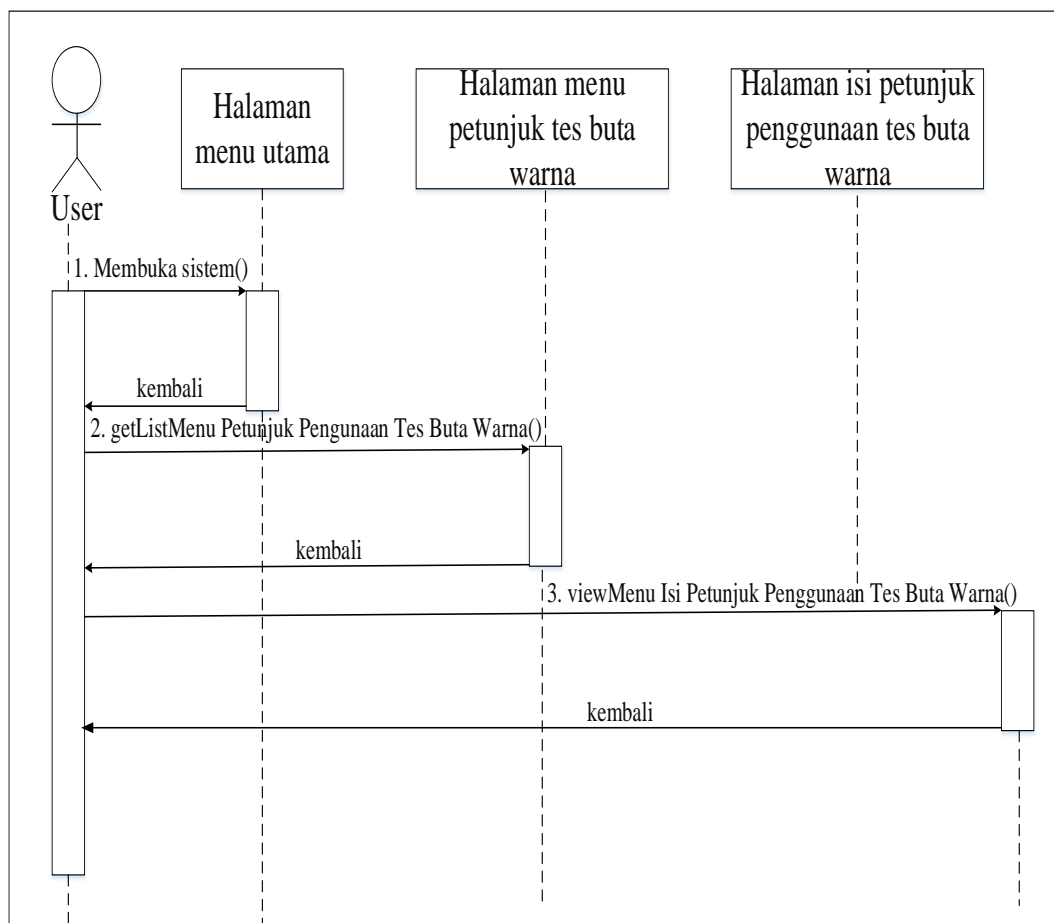 User
Halaman
menu utama
Halaman menu
petunjuk tes buta
warna
Halaman isi petunjuk
penggunaan tes buta
warna
1. Membuka sistem()
kembali
2. getListMenu Petunjuk Pengunaan Tes Buta Warna()
kembali
3. viewMenu Isi Petunjuk Penggunaan Tes Buta Warna()
kembali